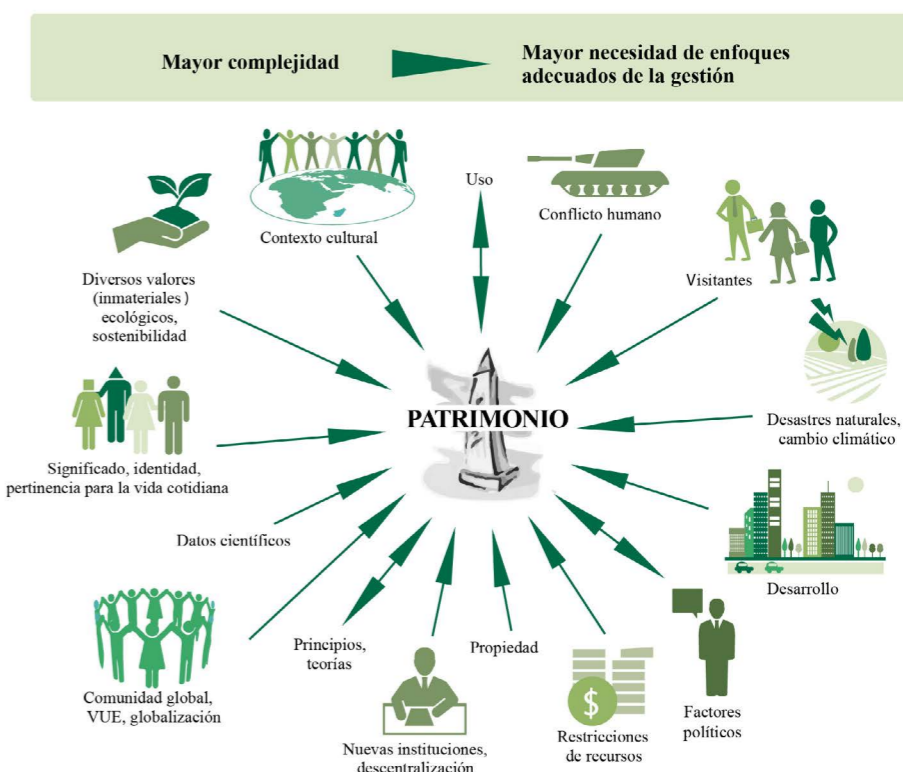 Mayor complejidad
Mayor necesidad de enfoques
adecuados de la gestión
Contexto cultural
Uso
Conflicto humano
Visitantes
Diversos valores
(inmateriales)
ecológicos,
sostenibilidad
Desastres naturales,
cambio climático
PATRIMONIO
Significado, identidad,
pertinencia para la vida cotidiana
Datos científicos
Desarrollo
Comunidad global,
VUE, globalización
Principios,
teorías
Nuevas instituciones,
descentralización
Propiedad
$
Restricciones
de recursos
Factores
políticos